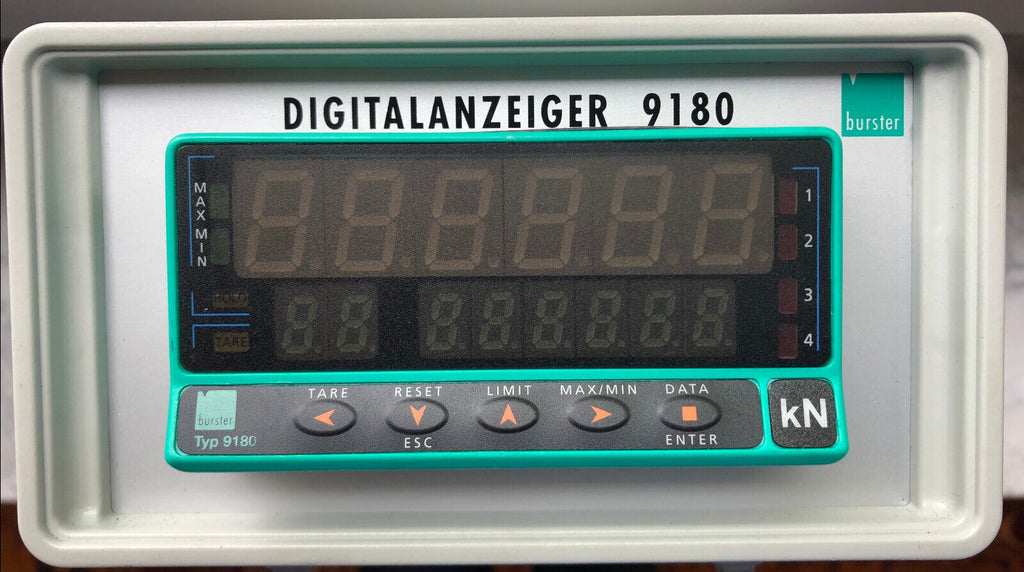 DIGITALANZEIGER 9180
burster
MAX
MIN
HOLD
TARE
1
2
3
4
burster
Typ 9180
TARE
RESET
ESC
LIMIT
MAX/MIN
DATA
ENTER
kN